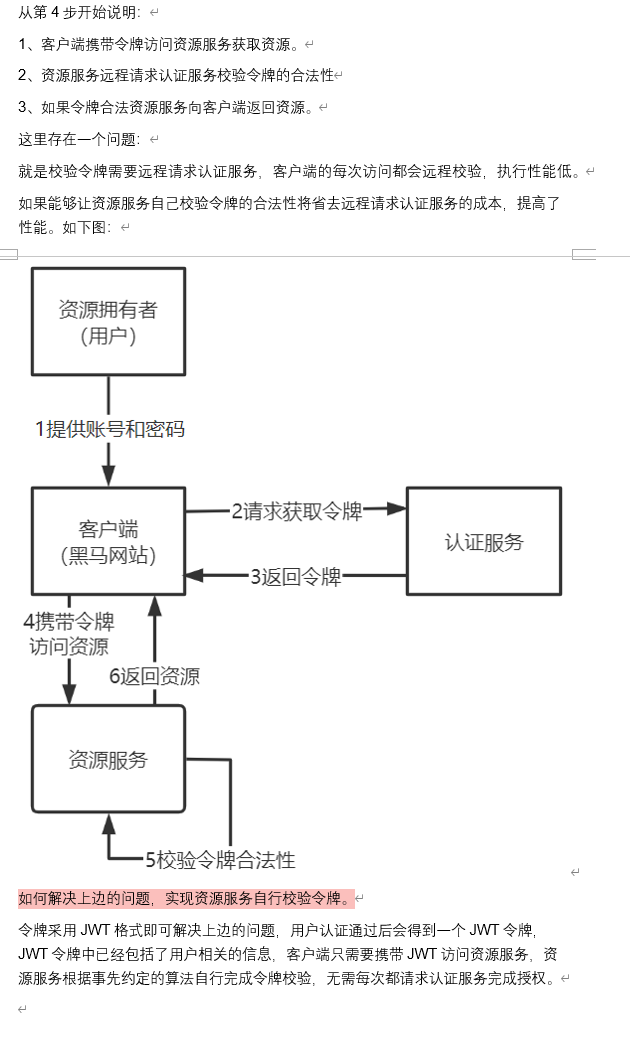 从第 4 步开始说明：
1、客户端携带令牌访问资源服务获取资源。
2、资源服务远程请求认证服务校验令牌的合法性
3、如果令牌合法资源服务向客户端返回资源。
这里存在一个问题：
就是校验令牌需要远程请求认证服务，客户端的每次访问都会远程校验，执行性能低。
如果能够让资源服务自己校验令牌的合法性将省去远程请求认证服务的成本，提高了
性能。如下图：
资源拥有者
（用户）
1提供账号和密码
客户端
（黑马网站）
2请求获取令牌
认证服务
3返回令牌
4携带令牌
访问资源
6返回资源
资源服务
5校验令牌合法性
如何解决上边的问题，实现资源服务自行校验令牌。
令牌采用 JWT 格式即可解决上边的问题，用户认证通过后会得到一个 JWT 令牌，
JWT 令牌中已经包括了用户相关的信息，客户端只需要携带 JWT 访问资源服务，资
源服务根据事先约定的算法自行完成令牌校验，无需每次都请求认证服务完成授权。